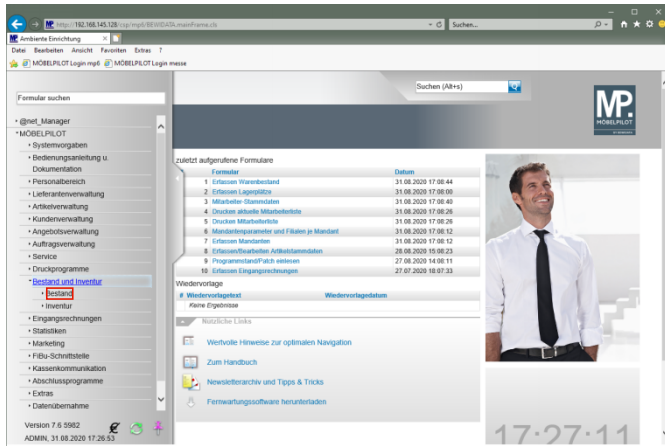 http://192.168.145.128/csp/mp6/BEWIDATA.mainFrame.cls
Suchen...
Ambiente Einrichtung
Datei Bearbeiten Ansicht Favoriten Extras ?
MÖBELPILOT Login mp6 MÖBELPILOT Login messe
Suchen (Alt+s)
Formular suchen
MP.
MÖBELPILOT
@net_Manager
MÖBELPILOT
Systemvorgaben
Bedienungsanleitung u.
Dokumentation
Personalbereich
Lieferantenverwaltung
Artikelverwaltung
Kundenverwaltung
Angebotsverwaltung
Auftragsverwaltung
Service
Druckprogramme
Bestand und Inventur
Bestand
Inventur
Eingangsrechnungen
Statistiken
Marketing
FiBu-Schnittstelle
Kassenkommunikation
Abschlussprogramme
Extras
Datenübernahme
Version 7.6 5982
ADMIN, 31.08.2020 17:26:53
zuletzt aufgerufene Formulare
Formular Datum
1 Erfassen Warenbestand 31.08.2020 17:08:44
2 Erfassen Lagerplätze 31.08.2020 17:08:00
3 Mitarbeiter-Stammdaten 31.08.2020 17:08:40
4 Drucken aktuelle Mitarbeiterliste 31.08.2020 17:08:26
5 Drucken Mitarbeiterliste 31.08.2020 17:08:26
6 Mandantenparameter und Filialen je Mandant 31.08.2020 17:08:12
7 Erfassen Mandanten 31.08.2020 17:08:12
8 Erfassen/Bearbeiten Artikelstammdaten 28.08.2020 15:08:23
9 Programmstand/Patch einlesen 27.08.2020 14:08:11
10 Erfassen Eingangsrechnungen 27.07.2020 18:07:33
Wiedervorlage
# Wiedervorlagetext Wiedervorlagedatum
Keine Ergebnisse
Nützliche Links
Wertvolle Hinweise zur optimalen Navigation
Zum Handbuch
Newsletterarchiv und Tipps & Tricks
Fernwartungssoftware herunterladen
17:27:11